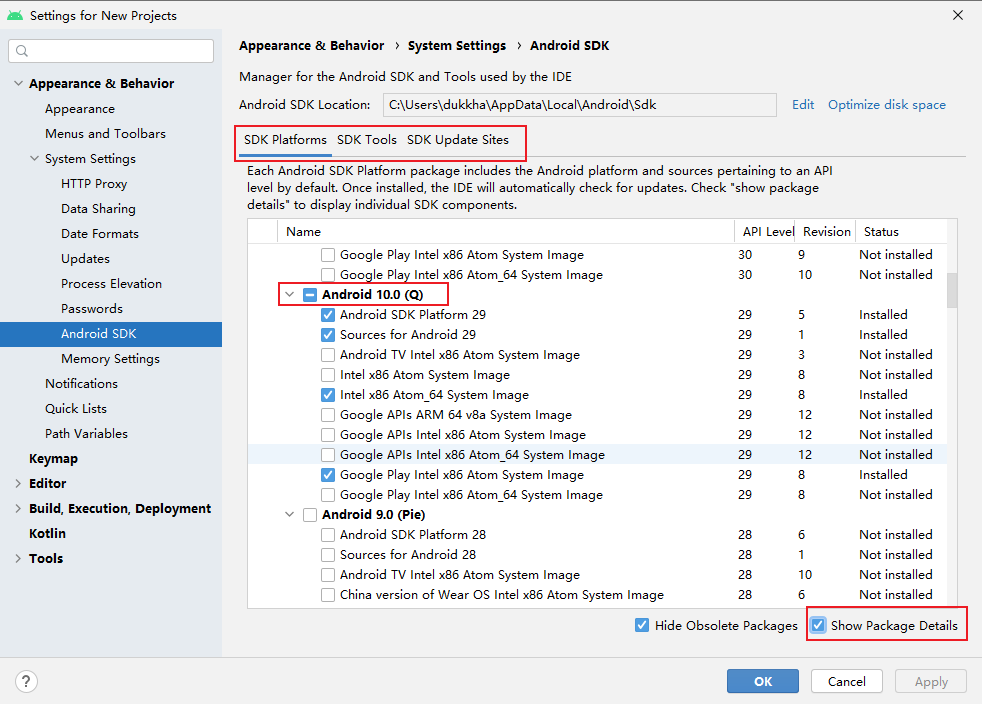 Settings for New Projects
Appearance & Behavior
Appearance
Menus and Toolbars
System Settings
HTTP Proxy
Data Sharing
Date Formats
Updates
Process Elevation
Passwords
Android SDK
Memory Settings
Notifications
Quick Lists
Path Variables
Keymap
Editor
Build, Execution, Deployment
Kotlin
Tools
Appearance & Behavior › System Settings › Android SDK
Manager for the Android SDK and Tools used by the IDE
Android SDK Location: C:\Users\dukkha\AppData\Local\Android\Sdk Edit Optimize disk space
SDK Platforms SDK Tools SDK Update Sites
Each Android SDK Platform package includes the Android platform and sources pertaining to an API
level by default. Once installed, the IDE will automatically check for updates. Check "show package
details" to display individual SDK components.
Name API Level Revision Status
Google Play Intel x86 Atom System Image 30 9 Not installed
Google Play Intel x86 Atom_64 System Image 30 10 Not installed
Android 10.0 (Q)
Android SDK Platform 29 29 5 Installed
Sources for Android 29 29 1 Installed
Android TV Intel x86 Atom System Image 29 3 Not installed
Intel x86 Atom System Image 29 8 Not installed
Intel x86 Atom_64 System Image 29 8 Installed
Google APIs ARM 64 v8a System Image 29 12 Not installed
Google APIs Intel x86 Atom System Image 29 12 Not installed
Google APIs Intel x86 Atom_64 System Image 29 12 Not installed
Google Play Intel x86 Atom System Image 29 8 Installed
Google Play Intel x86 Atom_64 System Image 29 8 Not installed
Android 9.0 (Pie)
Android SDK Platform 28 28 6 Not installed
Sources for Android 28 28 1 Not installed
Android TV Intel x86 Atom System Image 28 10 Not installed
China version of Wear OS Intel x86 Atom System Image 28 6 Not installed
Hide Obsolete Packages Show Package Details
? OK Cancel Apply